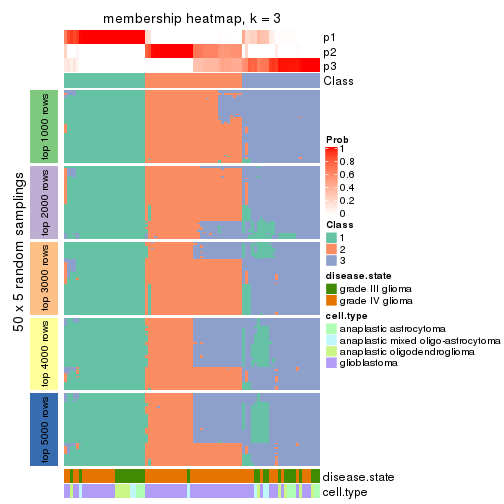 membership heatmap, k = 3
p1
p2
p3
Class
50 x 5 random samplings
top 1000 rows
top 2000 rows
top 3000 rows
top 4000 rows
top 5000 rows
disease.state
cell.type
Prob
1
0.8
0.6
0.4
0.2
0
Class
1
2
3
disease.state
grade III glioma
grade IV glioma
cell.type
anaplastic astrocytoma
anaplastic mixed oligo-astrocytoma
anaplastic oligodendroglioma
glioblastoma